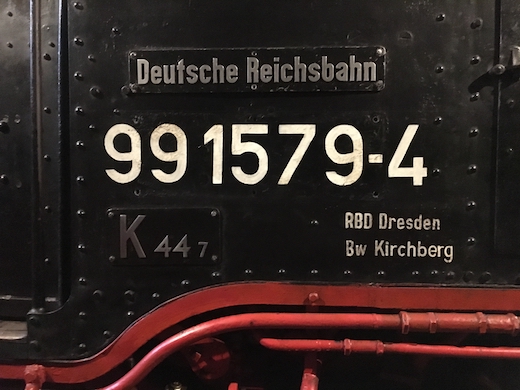 Deutsche Reichsbahn
99 1579-4
K 44 7
RBD Dresden
Bw Kirchberg